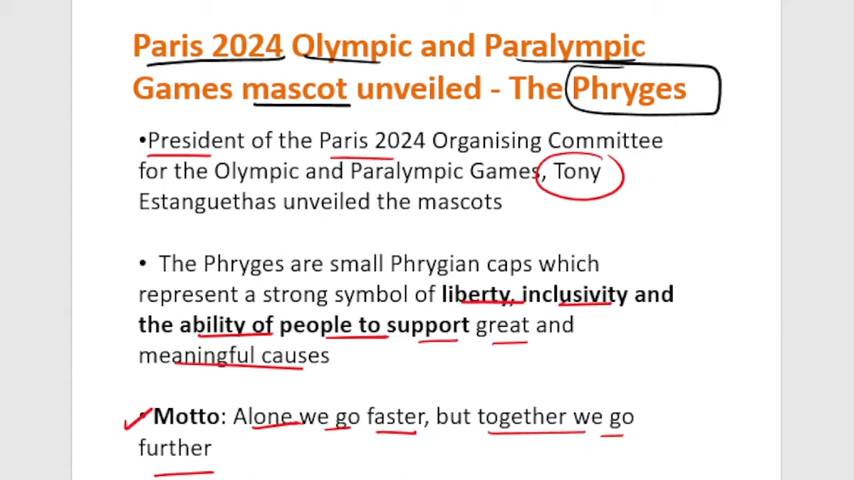 Paris 2024 Olympic and Paralympic
Games mascot unveiled - The Phryges
•President of the Paris 2024 Organising Committee
for the Olympic and Paralympic Games, Tony
Estanguethas unveiled the mascots
• The Phryges are small Phrygian caps which
represent a strong symbol of liberty, inclusivity and
the ability of people to support great and
meaningful causes
• Motto: Alone we go faster, but together we go
further